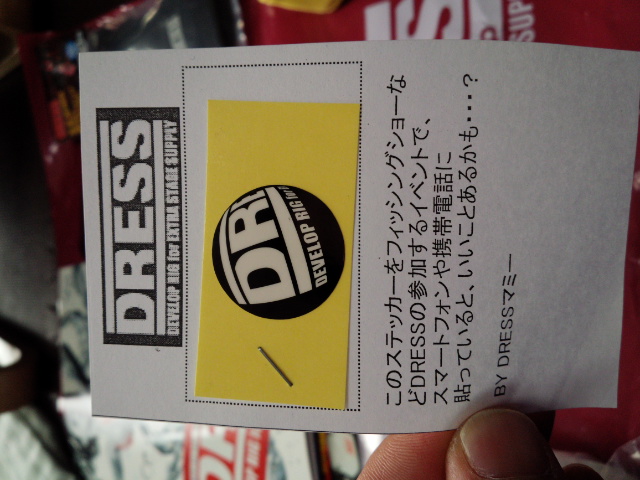 DRESS
DEVELOP RIG for EXTRA STAGE SUPPLY
DRE
DEVELOP RIG for
このステッカーをフィッシングショーな
どDRESSの参加するイベントで、
スマートフォンや携帯電話に
貼っていると、いいことあるかも・・・？
BY DRESSマミー